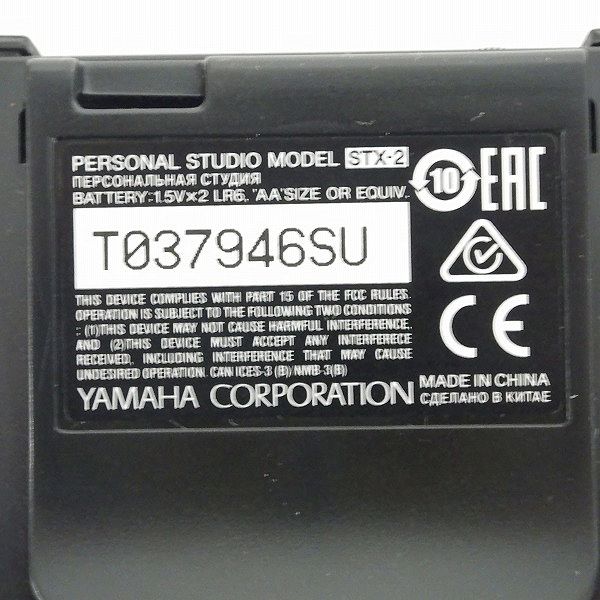 PERSONAL STUDIO MODEL STX-2
ПЕРСОНАЛЬНАЯ СТУДИЯ
BATTERY:1.5V×2 LR6, "AA"SIZE OR EQUIV.
10 EAC
T037946SU
THIS DEVICE COMPLIES WITH PART 15 OF THE FCC RULES.
OPERATION IS SUBJECT TO THE FOLLOWING TWO CONDITIONS
: (1)THIS DEVICE MAY NOT CAUSE HARMFUL INTERFERENCE,
AND (2)THIS DEVICE MUST ACCEPT ANY INTERFERECE
RECEIVED, INCLUDING INTERFERENCE THAT MAY CAUSE
UNDESIRED OPERATION. CAN ICES-3 (B)/NMB-3(B)
CE
YAMAHA CORPORATION
MADE IN CHINA
СДЕЛАНО В КИТАЕ